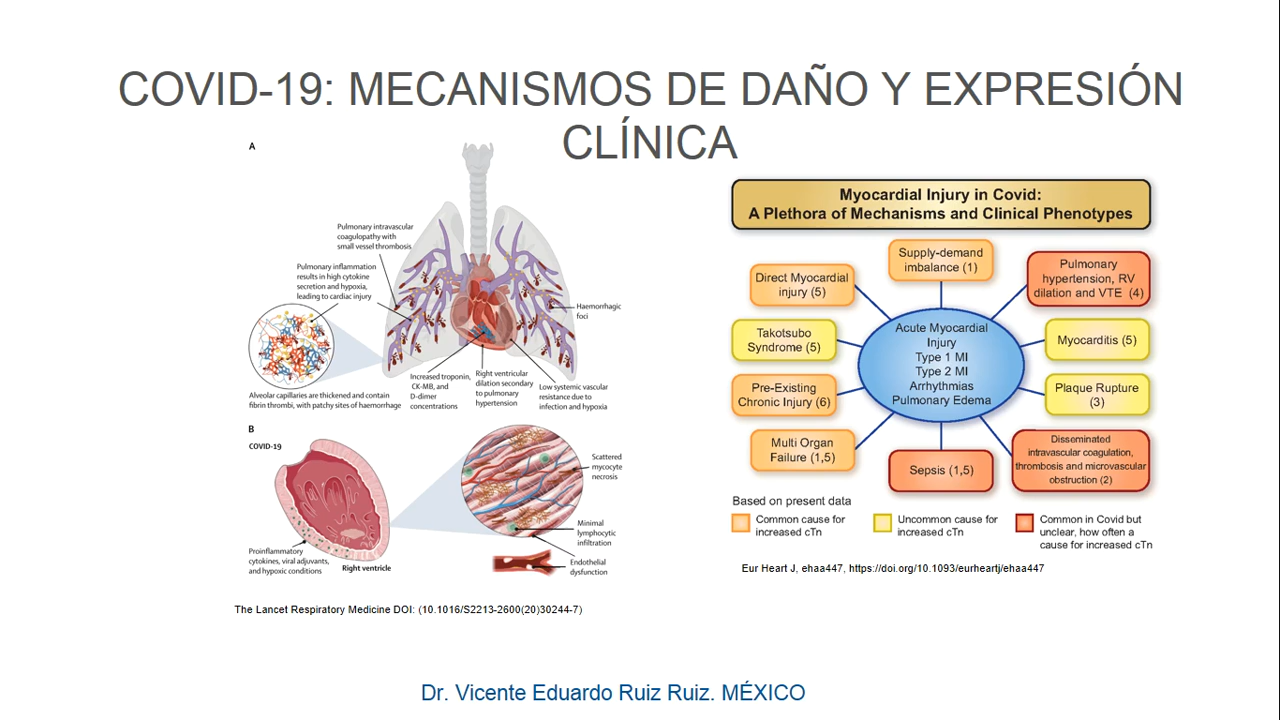 COVID-19: MECANISMOS DE DAÑO Y EXPRESIÓN
CLÍNICA
A
Pulmonary intravascular
coagulopathy with
small vessel thrombosis
Pulmonary inflammation
results in high cytokine
secretion and hypoxia,
leading to cardiac injury
Haemorrhagic
foci
Alveolar capillaries are thickened and contain
fibrin thrombi, with patchy sites of haemorrhage
Increased troponin,
CK-MB, and
D-dimer
concentrations
Right ventricular
dilation secondary
to pulmonary
hypertension
Low systemic vascular
resistance due to
infection and hypoxia
B
COVID-19
Scattered
mycocyte
necrosis
Minimal
lymphocytic
infiltration
Endothelial
dysfunction
Proinflammatory
cytokines, viral adjuvants,
and hypoxic conditions
Right ventricle
The Lancet Respiratory Medicine DOI: (10.1016/S2213-2600(20)30244-7)
Myocardial Injury in Covid:
A Plethora of Mechanisms and Clinical Phenotypes
Supply-demand
imbalance (1)
Direct Myocardial
injury (5)
Pulmonary
hypertension, RV
dilation and VTE (4)
Takotsubo
Syndrome (5)
Acute Myocardial
Injury
Type 1 MI
Type 2 MI
Arrhythmias
Pulmonary Edema
Myocarditis (5)
Pre-Existing
Chronic Injury (6)
Plaque Rupture
(3)
Multi Organ
Failure (1,5)
Sepsis (1,5)
Disseminated
intravascular coagulation,
thrombosis and microvascular
obstruction (2)
Based on present data
Common cause for
increased cTn
Uncommon cause for
increased cTn
Common in Covid but
unclear, how often a
cause for increased cTn
Eur Heart J, ehaa447, https://doi.org/10.1093/eurheartj/ehaa447
Dr. Vicente Eduardo Ruiz Ruiz. MÉXICO